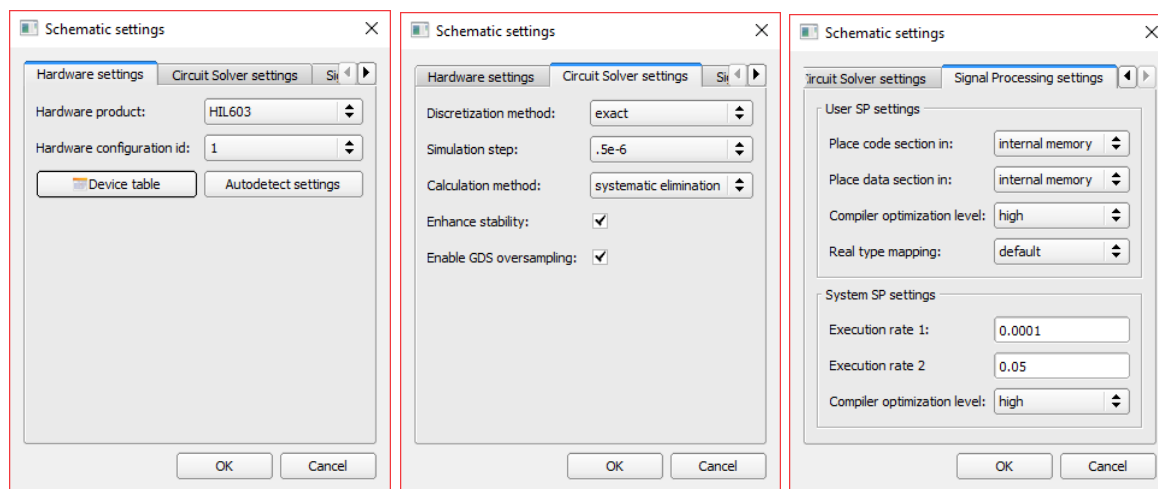 Schematic settings
Hardware settings
Circuit Solver settings
Hardware product:
HIL603
Hardware configuration id:
1
Device table
Autodetect settings
OK
Cancel
Schematic settings
Hardware settings
Circuit Solver settings
Discretization method:
exact
Simulation step:
.5e-6
Calculation method:
systematic elimination
Enhance stability:
Enable GDS oversampling:
OK
Cancel
Schematic settings
Circuit Solver settings
Signal Processing settings
User SP settings
Place code section in:
internal memory
Place data section in:
internal memory
Compiler optimization level:
high
Real type mapping:
default
System SP settings
Execution rate 1:
0.0001
Execution rate 2
0.05
Compiler optimization level:
high
OK
Cancel